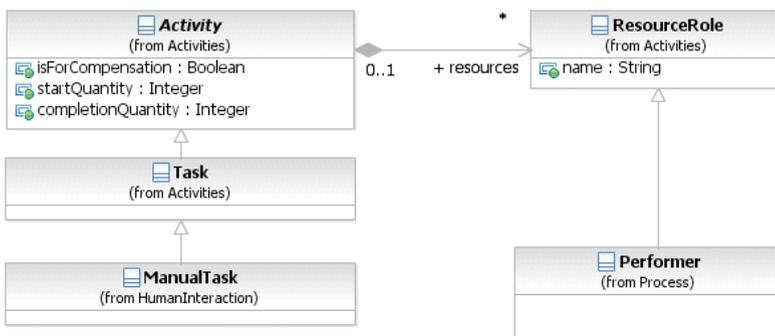 Activity
(from Activities)
isForCompensation : Boolean
startQuantity : Integer
completionQuantity : Integer
*
0..1
+ resources
ResourceRole
(from Activities)
name : String
Task
(from Activities)
ManualTask
(from HumanInteraction)
Performer
(from Process)